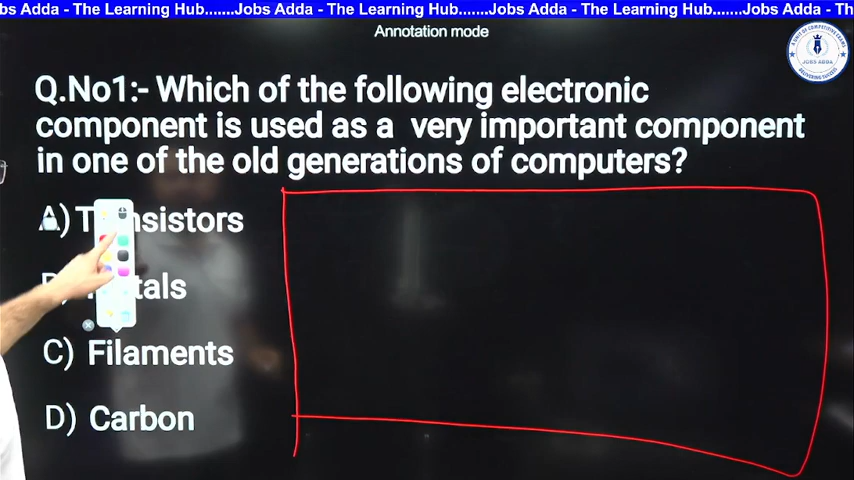 bs Adda - The Learning Hub.......Jobs Adda - The Learning Hub.......Jobs Adda - The Learning Hub.......Jobs Adda - Th
Annotation mode
JOBS ADDA
Q.No1:- Which of the following electronic
component is used as a very important component
in one of the old generations of computers?
A) T nsistors
tals
C) Filaments
D) Carbon